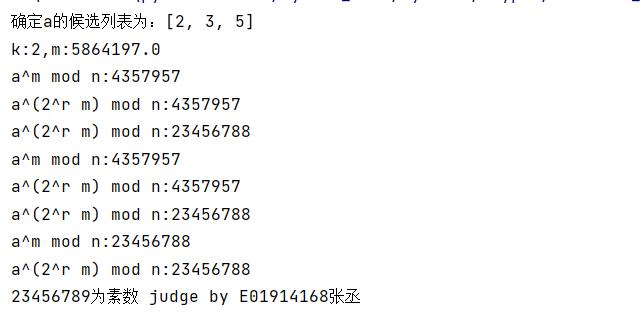 确定a的候选列表为：[2, 3, 5]
k:2,m:5864197.0
a^m mod n:4357957
a^(2^r m) mod n:4357957
a^(2^r m) mod n:23456788
a^m mod n:4357957
a^(2^r m) mod n:4357957
a^(2^r m) mod n:23456788
a^m mod n:23456788
a^(2^r m) mod n:23456788
23456789为素数 judge by E01914168张丞